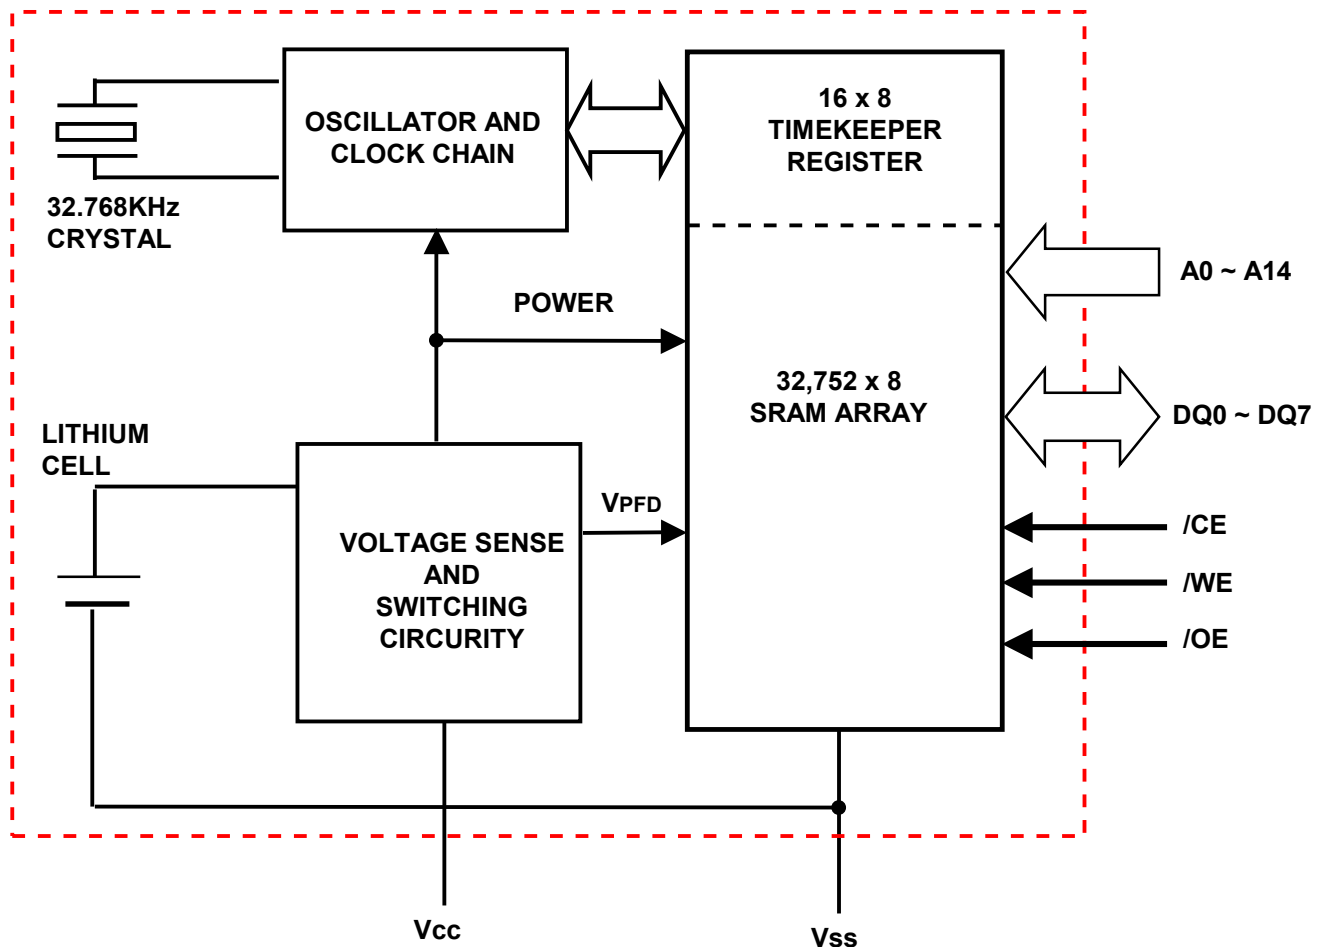 OSCILLATOR AND
CLOCK CHAIN
16 x 8
TIMEKEEPER
REGISTER
32.768KHz
CRYSTAL
A0 ~ A14
POWER
32,752 x 8
SRAM ARRAY
DQ0 ~ DQ7
LITHIUM
CELL
VPFD
VOLTAGE SENSE
AND
SWITCHING
CIRCURITY
/CE
/WE
/OE
Vcc
Vss